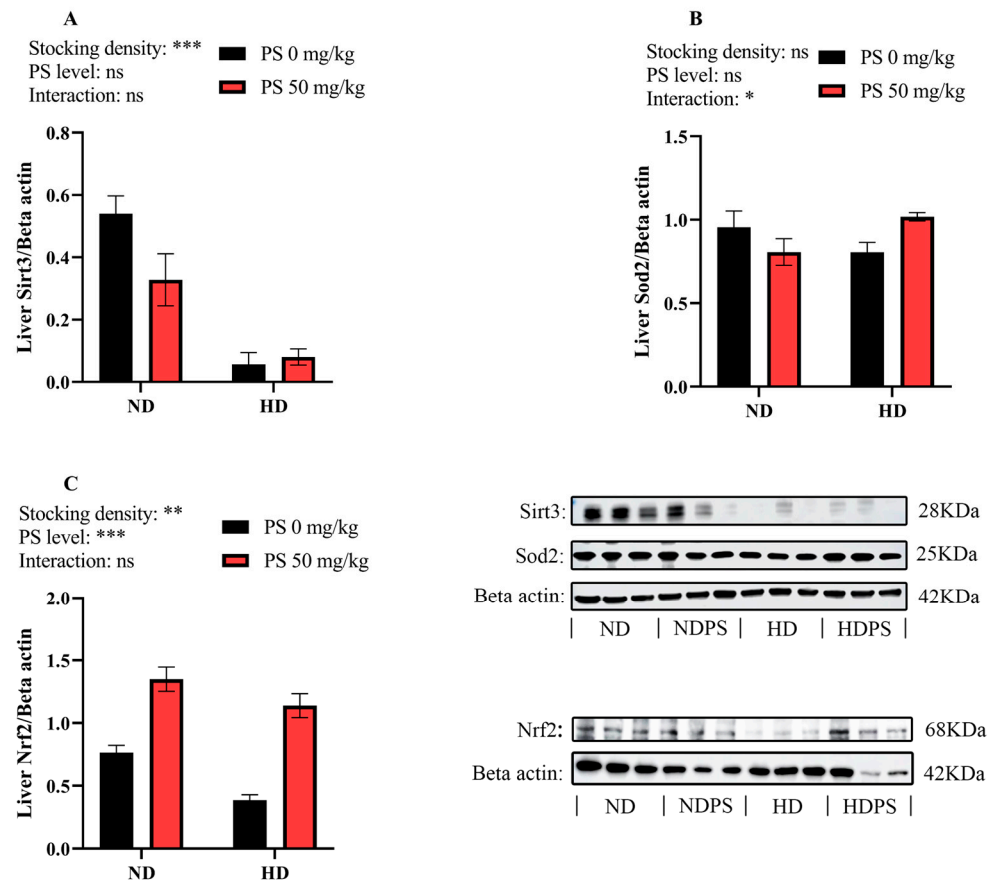 A
Stocking density: ***
PS level: ns
Interaction: ns
PS 0 mg/kg
PS 50 mg/kg
Liver Sirt3/Beta actin
0.8
0.6
0.4
0.2
0.0
ND
HD
B
Stocking density: ns
PS level: ns
Interaction: *
PS 0 mg/kg
PS 50 mg/kg
Liver Sod2/Beta actin
1.5
1.0
0.5
0.0
ND
HD
C
Stocking density: **
PS level: ***
Interaction: ns
PS 0 mg/kg
PS 50 mg/kg
Liver Nrf2/Beta actin
2.0
1.5
1.0
0.5
0.0
ND
HD
Sirt3: 28KDa
Sod2: 25KDa
Beta actin: 42KDa
| ND | NDPS | HD | HDPS |
Nrf2: 68KDa
Beta actin: 42KDa
| ND | NDPS | HD | HDPS |